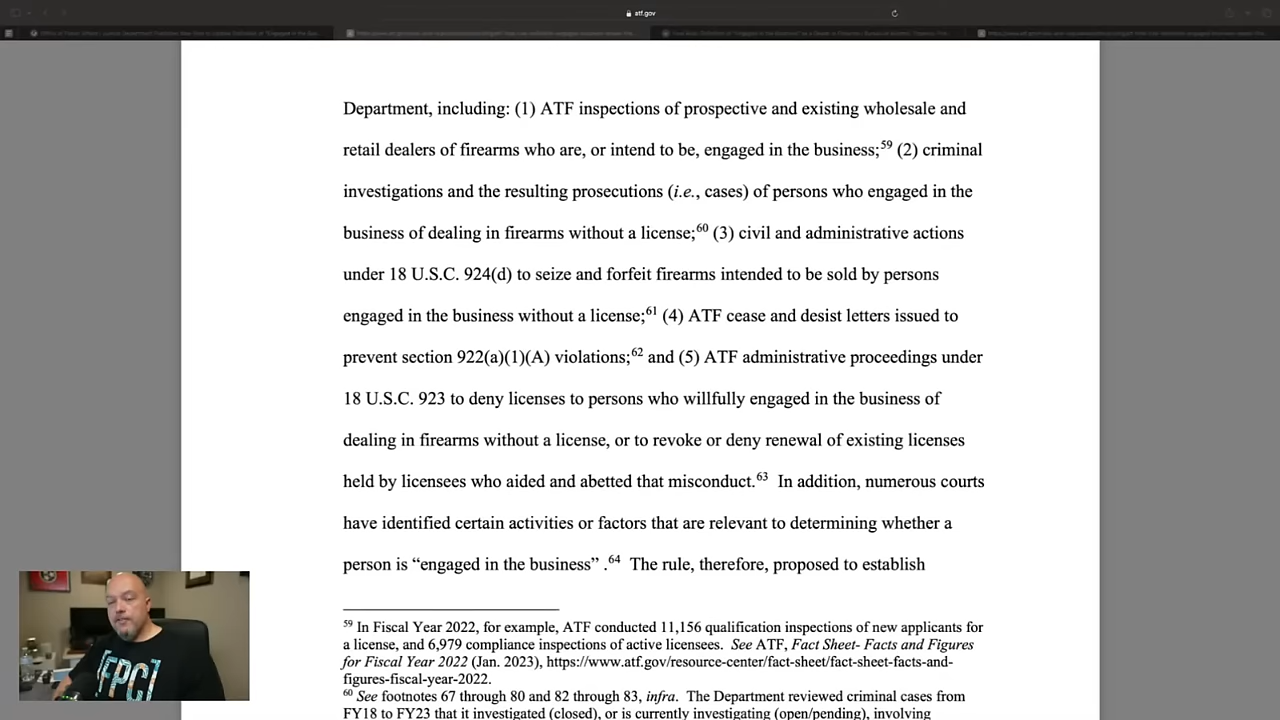 atf.gov
Department, including: (1) ATF inspections of prospective and existing wholesale and
retail dealers of firearms who are, or intend to be, engaged in the business;59 (2) criminal
investigations and the resulting prosecutions (i.e., cases) of persons who engaged in the
business of dealing in firearms without a license;60 (3) civil and administrative actions
under 18 U.S.C. 924(d) to seize and forfeit firearms intended to be sold by persons
engaged in the business without a license;61 (4) ATF cease and desist letters issued to
prevent section 922(a)(1)(A) violations;62 and (5) ATF administrative proceedings under
18 U.S.C. 923 to deny licenses to persons who willfully engaged in the business of
dealing in firearms without a license, or to revoke or deny renewal of existing licenses
held by licensees who aided and abetted that misconduct.63 In addition, numerous courts
have identified certain activities or factors that are relevant to determining whether a
person is “engaged in the business” .64 The rule, therefore, proposed to establish
59 In Fiscal Year 2022, for example, ATF conducted 11,156 qualification inspections of new applicants for
a license, and 6,979 compliance inspections of active licensees. See ATF, Fact Sheet- Facts and Figures
for Fiscal Year 2022 (Jan. 2023), https://www.atf.gov/resource-center/fact-sheet/fact-sheet-facts-and-
figures-fiscal-year-2022.
60 See footnotes 67 through 80 and 82 through 83, infra. The Department reviewed criminal cases from
FY18 to FY23 that it investigated (closed), or is currently investigating (open/pending), involving
[FPC]